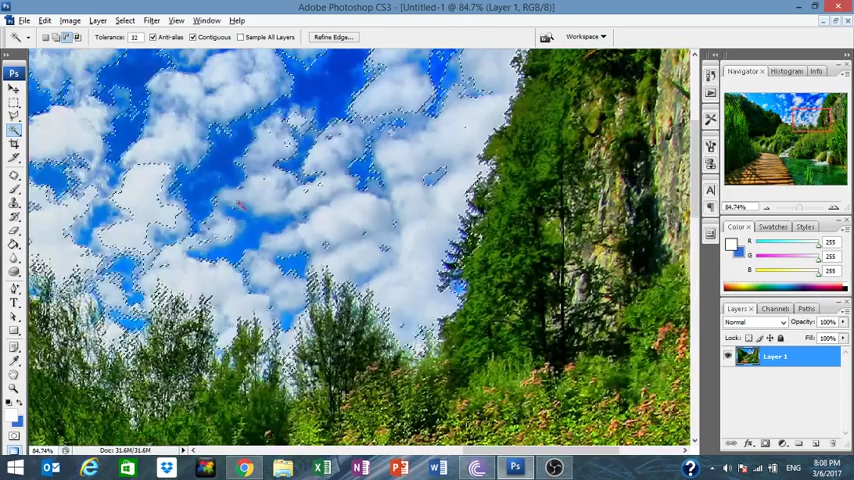 Adobe Photoshop CS3 - [Untitled-1 @ 84.7% (Layer 1, RGB/8)]
File Edit Image Layer Select Filter View Window Help
Tolerance: 32 Anti-alias Contiguous Sample All Layers Refine Edge... Workspace
Ps
Navigator Histogram Info
84.74%
Color Swatches Styles
R 255
G 255
B 255
Layers Channels Paths
Normal Opacity: 100%
Lock: Fill: 100%
Layer 1
84.74% Doc: 31.6M/31.6M
ENG 8:08 PM
3/6/2017